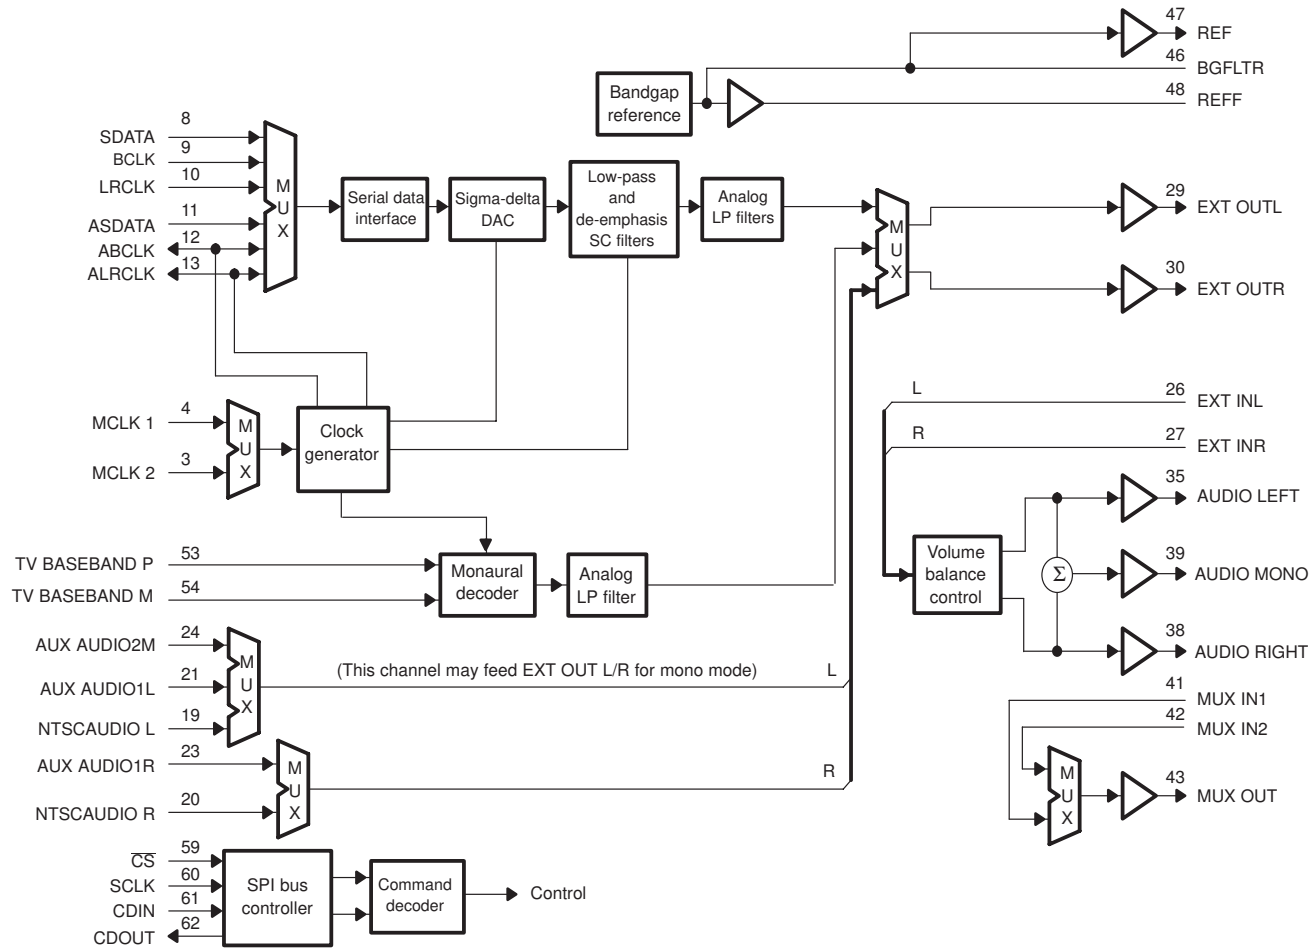 47
REF
46
BGFLTR
48
REFF
Bandgap
reference
8
SDATA
9
BCLK
10
LRCLK
11
ASDATA
12
ABCLK
13
ALRCLK
M
U
X
Serial data
interface
Sigma-delta
DAC
Low-pass
and
de-emphasis
SC filters
Analog
LP filters
M
U
X
29
EXT OUTL
30
EXT OUTR
4
MCLK 1
3
MCLK 2
M
U
X
Clock
generator
L
26
EXT INL
R
27
EXT INR
35
AUDIO LEFT
Volume
balance
control
Σ
39
AUDIO MONO
38
AUDIO RIGHT
53
TV BASEBAND P
54
TV BASEBAND M
Monaural
decoder
Analog
LP filter
24
AUX AUDIO2M
21
AUX AUDIO1L
19
NTSCAUDIO L
M
U
X
(This channel may feed EXT OUT L/R for mono mode)
L
23
AUX AUDIO1R
20
NTSCAUDIO R
M
U
X
R
41
MUX IN1
42
MUX IN2
M
U
X
43
MUX OUT
59
CS
60
SCLK
61
CDIN
62
CDOUT
SPI bus
controller
Command
decoder
Control